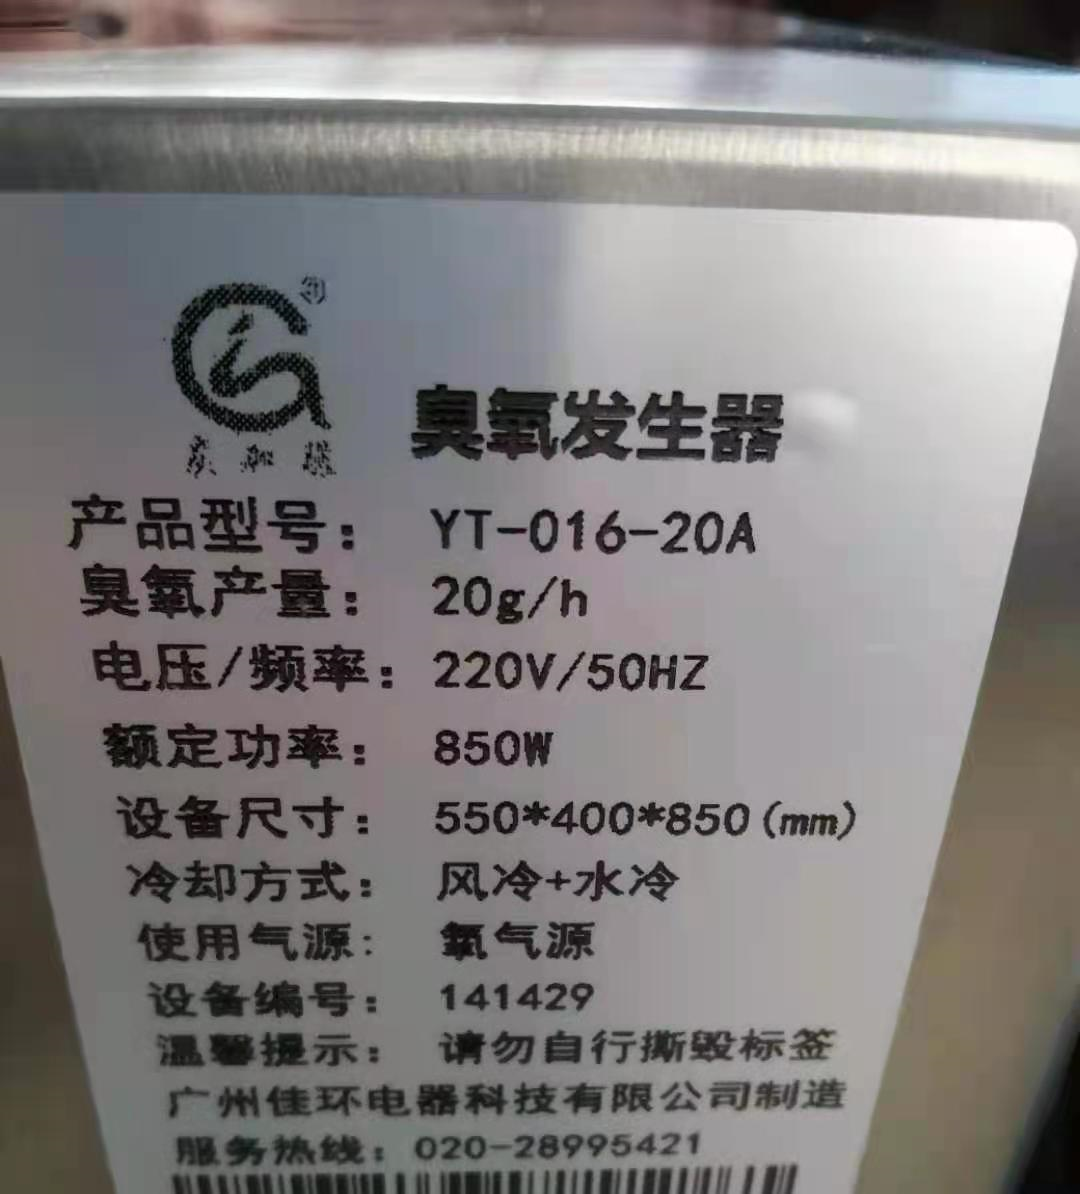 臭氧发生器
产品型号： YT-016-20A
臭氧产量： 20g/h
电压/频率： 220V/50HZ
额定功率： 850W
设备尺寸： 550*400*850(mm)
冷却方式： 风冷+水冷
使用气源： 氧气源
设备编号： 141429
温馨提示： 请勿自行撕毁标签
广州佳环电器科技有限公司制造
服务热线：020-28995421